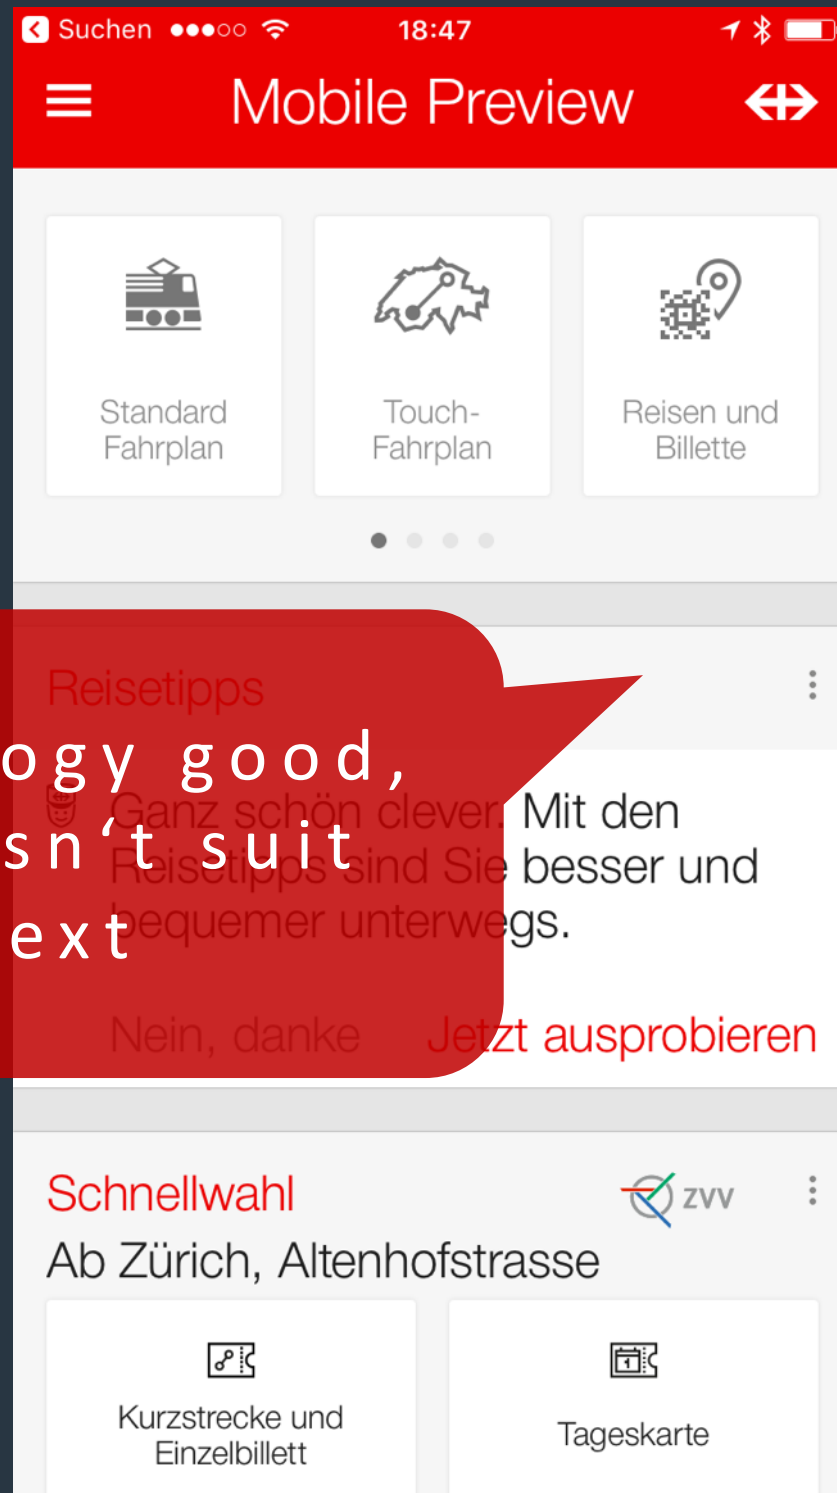 Suchen
18:47
Mobile Preview
Standard
Fahrplan
Touch-
Fahrplan
Reisen und
Billette
Reisetipps
ogy good,
sn‘t suit
ext
Ganz schön clever. Mit den
Reisetipps sind Sie besser und
bequemer unterwegs.
Nein, danke
Jetzt ausprobieren
Schnellwahl
ZVV
Ab Zürich, Altenhofstrasse
Kurzstrecke und
Einzelbillett
1
Tageskarte